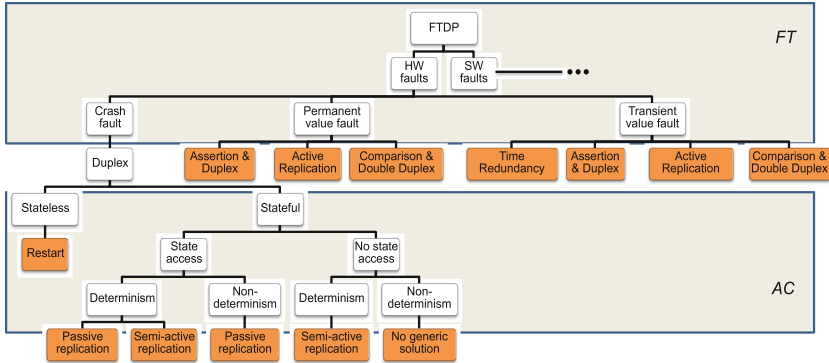 FTDP
FT
HW
faults
SW
faults
Crash
fault
Permanent
value fault
Transient
value fault
Duplex
Assertion &
Duplex
Active
Replication
Comparison &
Double Duplex
Time
Redundancy
Assertion
& Duplex
Active
Replication
Comparison &
Double Duplex
Stateless
Stateful
Restart
State
access
No state
access
Determinism
Non-
determinism
Determinism
Non-
determinism
AC
Passive
replication
Semi-active
replication
Passive
replication
Semi-active
replication
No generic
solution